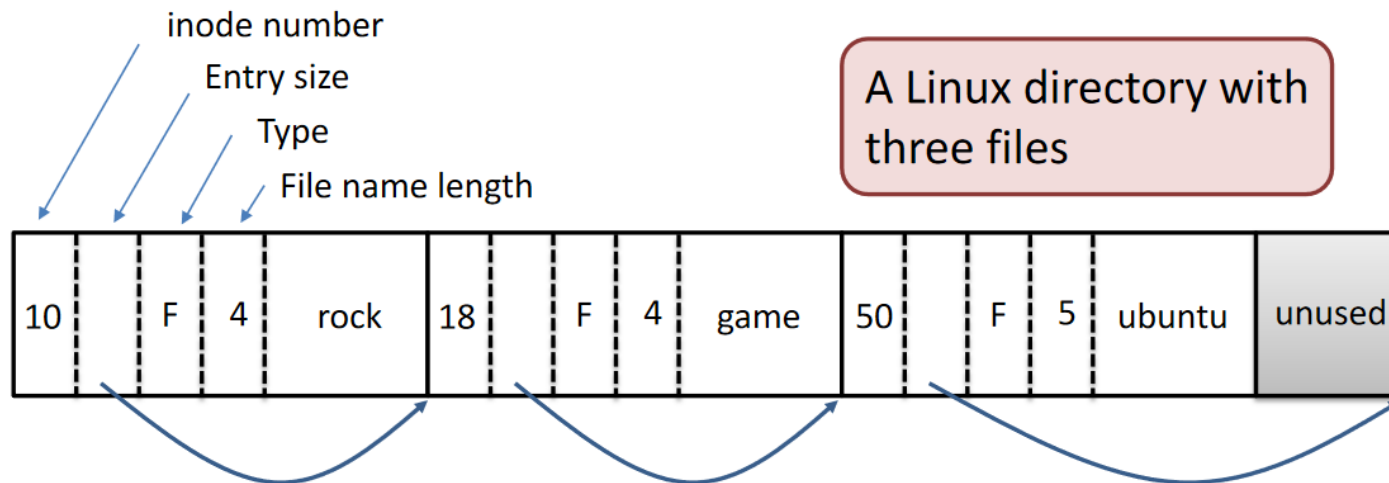 inode number
Entry size
Type
File name length
A Linux directory with
three files
10 F 4 rock 18 F 4 game 50 F 5 ubuntu unused